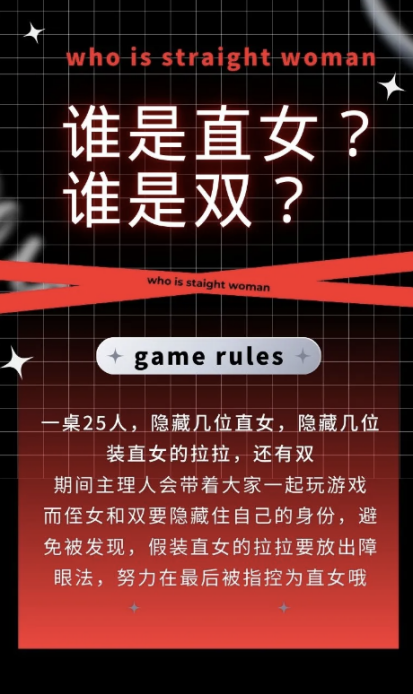 who is straight woman
谁是直女？
谁是双？
who is staight woman
game rules
一桌25人，隐藏几位直女，隐藏几位
装直女的拉拉，还有双
期间主理人会带着大家一起玩游戏
而侄女和双要隐藏住自己的身份，避
免被发现，假装直女的拉拉要放出障
眼法，努力在最后被指控为直女哦